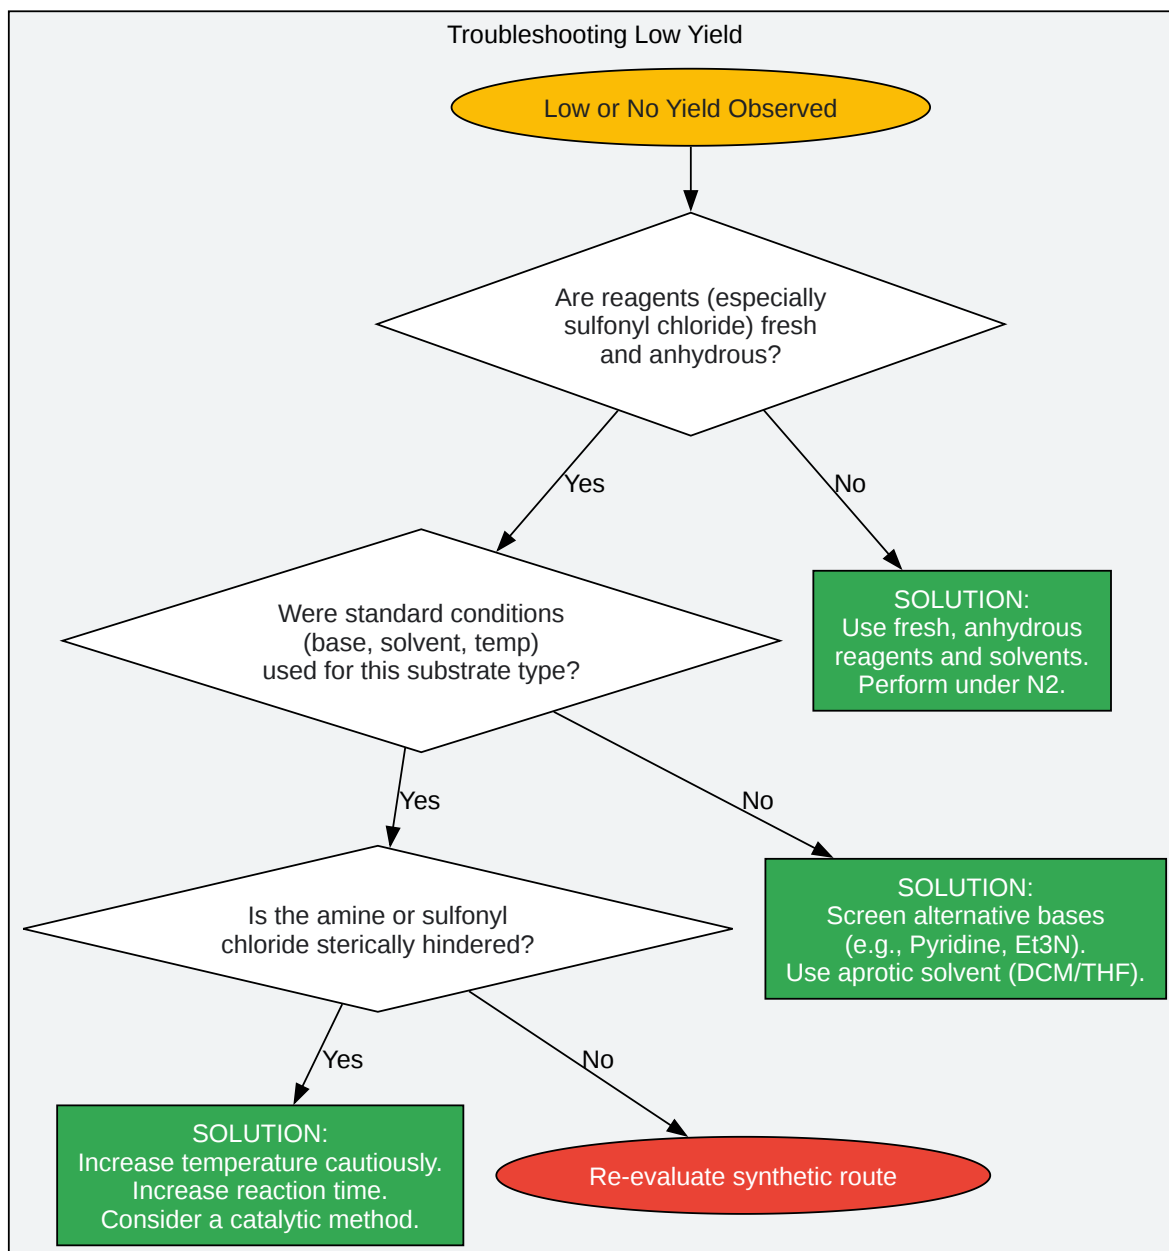 Troubleshooting Low Yield
Low or No Yield Observed
Are reagents (especially
sulfonyl chloride) fresh
and anhydrous?
Yes
No
Were standard conditions
(base, solvent, temp)
used for this substrate type?
SOLUTION:
Use fresh, anhydrous
reagents and solvents.
Perform under N2.
Yes
No
Is the amine or sulfonyl
chloride sterically hindered?
SOLUTION:
Screen alternative bases
(e.g., Pyridine, Et3N).
Use aprotic solvent (DCM/THF).
Yes
No
SOLUTION:
Increase temperature cautiously.
Increase reaction time.
Consider a catalytic method.
Re-evaluate synthetic route